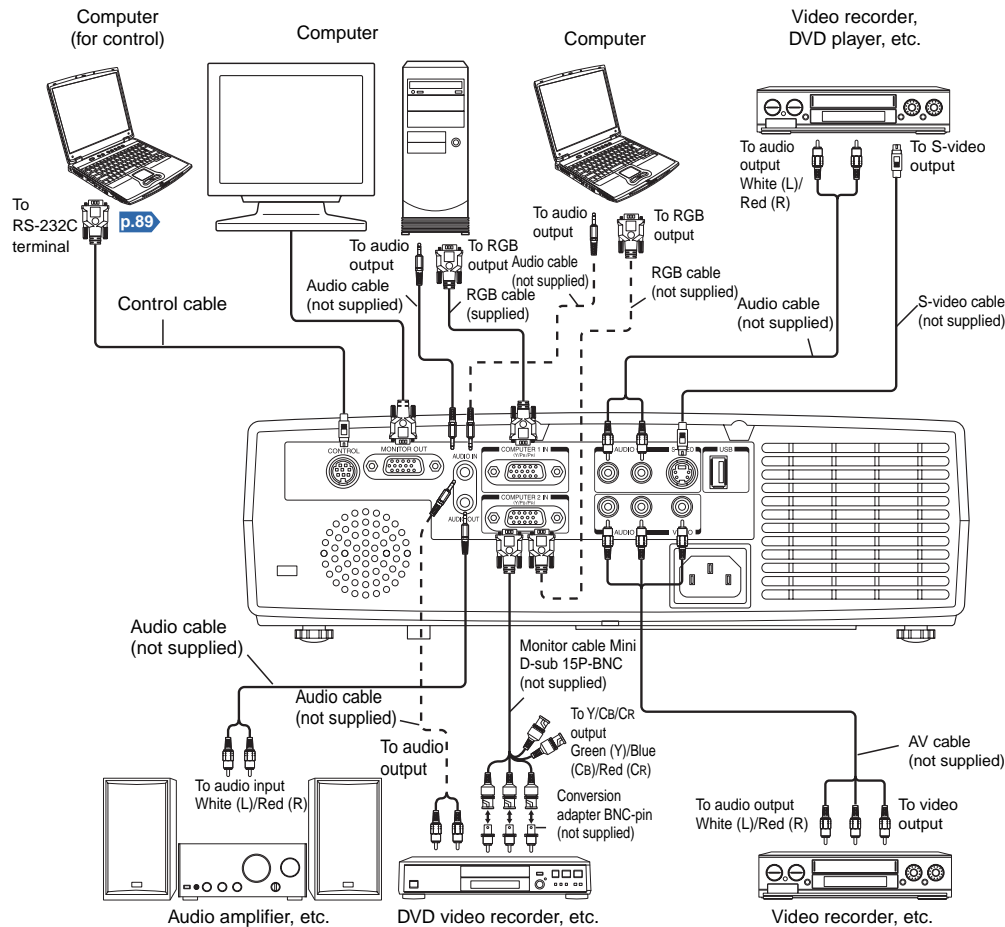 Computer
(for control)
Computer
Computer
Video recorder,
DVD player, etc.
To
RS-232C
terminal
p.89
To audio
output
To RGB
output
To audio
output
To RGB
output
To audio
output
White (L)/
Red (R)
To S-video
output
Control cable
Audio cable
(not supplied)
RGB cable
(supplied)
Audio cable
(not supplied)
RGB cable
(not supplied)
Audio cable
(not supplied)
S-video cable
(not supplied)
CONTROL
MONITOR OUT
AUDIO IN
COMPUTER 1 IN
(Y/PB/PR)
AUDIO
S-VIDEO
USB
COMPUTER 2 IN
(Y/PB/PR)
AUDIO OUT
AUDIO
VIDEO
Audio cable
(not supplied)
Audio cable
(not supplied)
To audio
output
Monitor cable Mini
D-sub 15P-BNC
(not supplied)
To Y/CB/CR
output
Green (Y)/Blue
(CB)/Red (CR)
Conversion
adapter BNC-pin
(not supplied)
AV cable
(not supplied)
To audio input
White (L)/Red (R)
To audio output
White (L)/Red (R)
To video
output
Audio amplifier, etc.
DVD video recorder, etc.
Video recorder, etc.